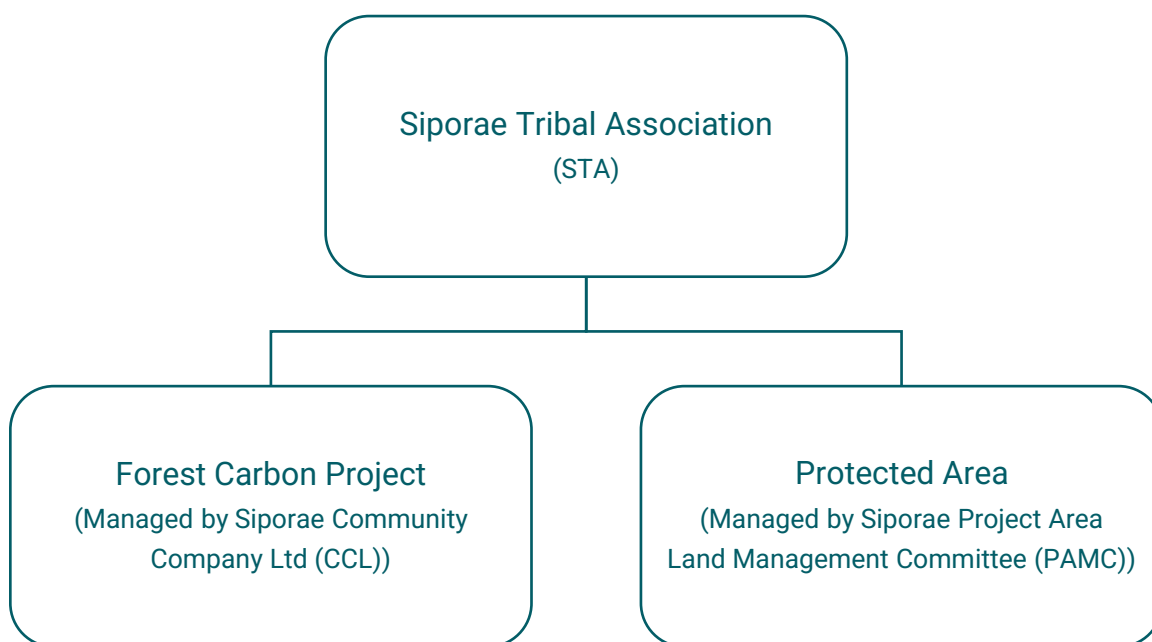 Siporae Tribal Association
(STA)
Forest Carbon Project
(Managed by Siporae Community
Company Ltd (CCL))
Protected Area
(Managed by Siporae Project Area
Land Management Committee (PAMC))